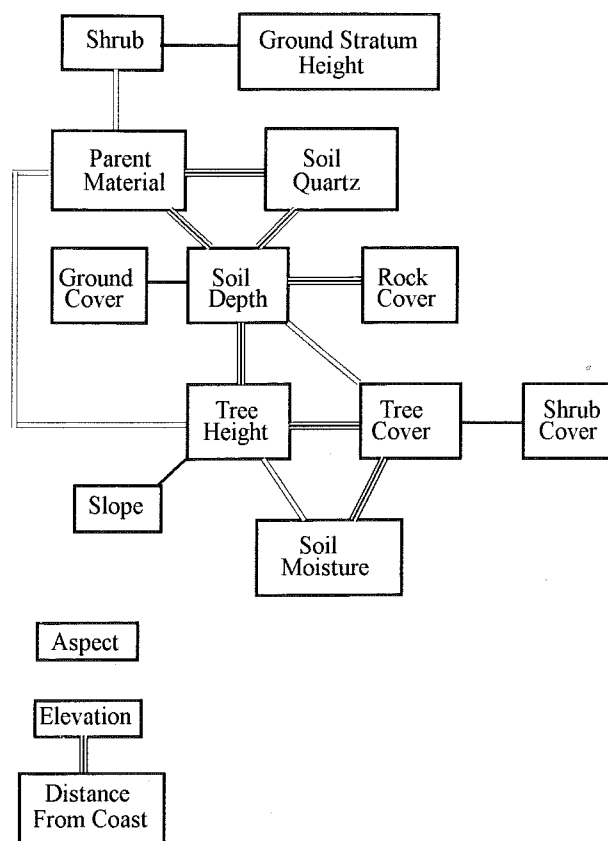 Shrub
Ground Stratum
Height
Parent
Material
Soil
Quartz
Ground
Cover
Soil
Depth
Rock
Cover
Tree
Height
Tree
Cover
Shrub
Cover
Slope
Soil
Moisture
Aspect
Elevation
Distance
From Coast